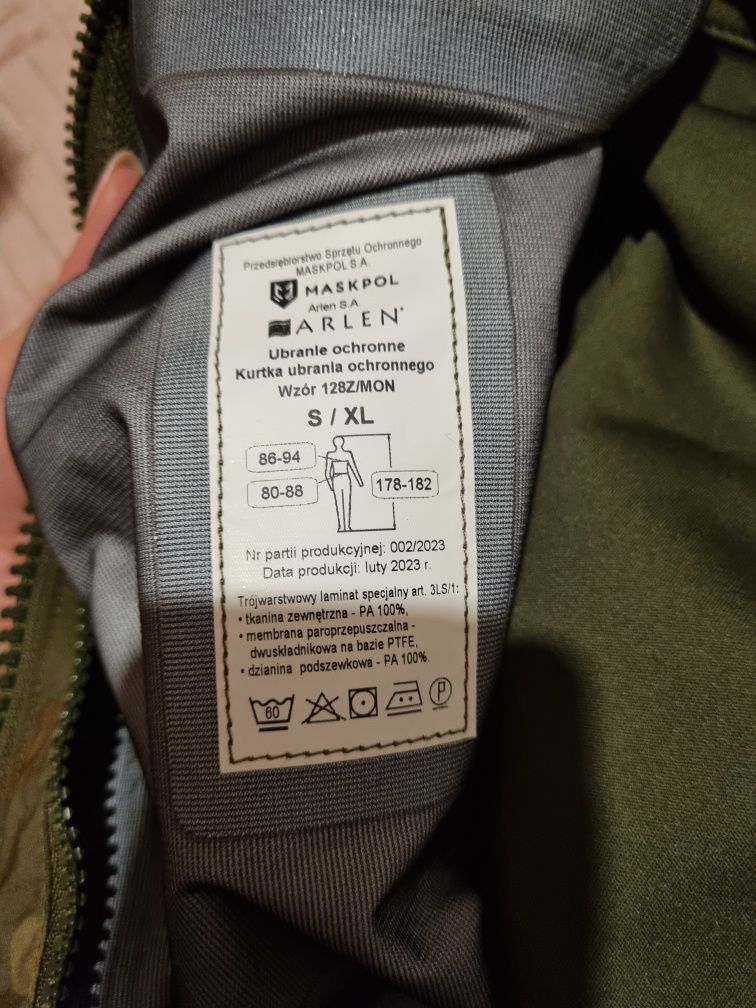 Przedsiębiorstwo Sprzętu Ochronnego
MASKPOL S.A.
MASKPOL
Arlen S.A.
ARLEN
Ubranie ochronne
Kurtka ubrania ochronnego
Wzór 128Z/MON
S / XL
86-94
80-88
178-182
Nr partii produkcyjnej: 002/2023
Data produkcji: luty 2023 r.
Trójwarstwowy laminat specjalny art. 3LS/1:
• tkanina zewnętrzna - PA 100%,
• membrana paroprzepuszczalna -
dwuskładnikowa na bazie PTFE,
• dzianina podszewkowa - PA 100%.
60
P